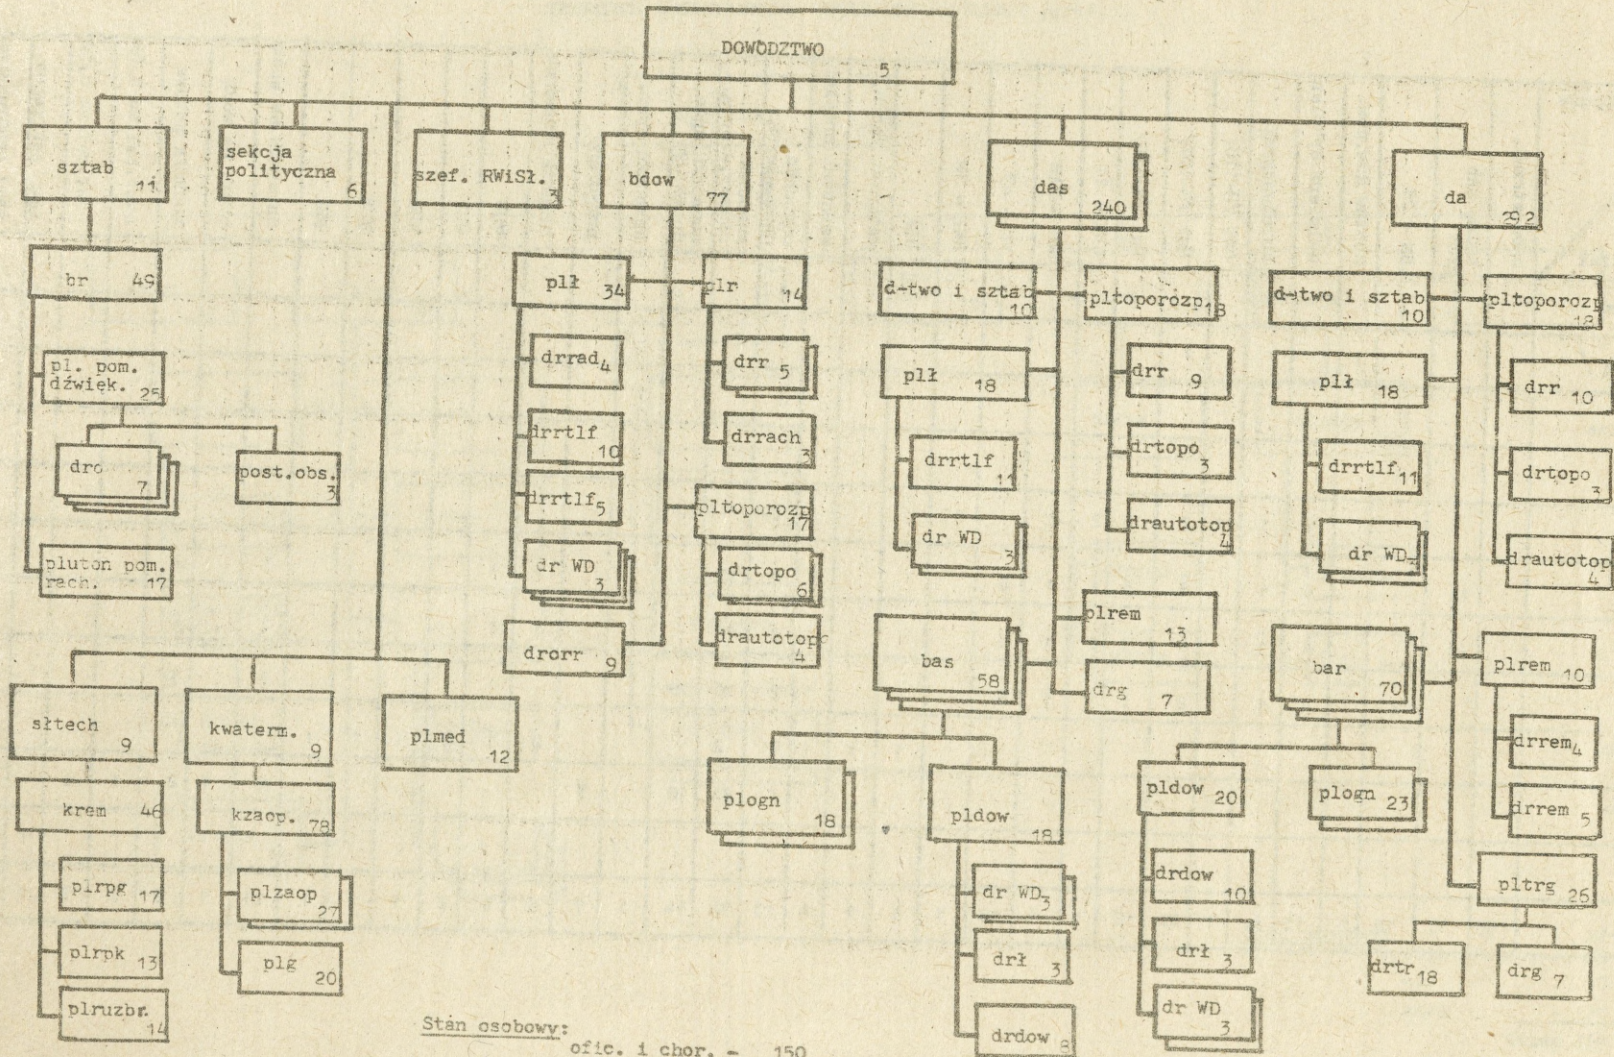 DOWÓDZTWO
5
sztab
11
sekcja
polityczna
6
szef. RWiSł.
3
bdow
77
das
240
da
292
br 49
pl. pom.
dźwięk.
25
dro
7
post.obs.
3
pluton pom.
rach. 17
plł
34
plr
14
drrad 4
drrtlf
10
drrtlf 5
dr WD
3
drorr
9
drr 5
drrach
3
pltoporozp
17
drtopo
6
drautotopo
4
d-two i sztab
10
pltoporozp
18
plł
18
drrtlf
11
dr WD
3
drr
9
drtopo
3
drautotop
4
plrem
13
drg
7
bas
58
plogn
18
pldow
18
dr WD 3
drł
3
drdow 8
d-two i sztab
10
pltoporozp
18
plł
18
drrtlf 11
dr WD
drr 10
drtopo
3
drautotop
4
bar
70
plrem 10
drrem 4
drrem 5
pltrg
26
drtr 18
drg 7
pldow 20
plogn 23
drdow
10
drł 3
dr WD
3
słtech
9
kwaterm.
9
plmed
12
krem 46
kzaop. 78
plrpg
17
plrpk 13
plruzbr.
14
plzaop
27
plg
20
Stan osobowy:
ofic. i chor. - 150